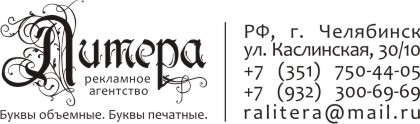 Литера
рекламное
агентство
Буквы объемные. Буквы печатные.
РФ, г. Челябинск
ул. Каслинская, 30/10
+7 (351) 750-44-05
+7 (932) 300-69-69
ralitera@mail.ru